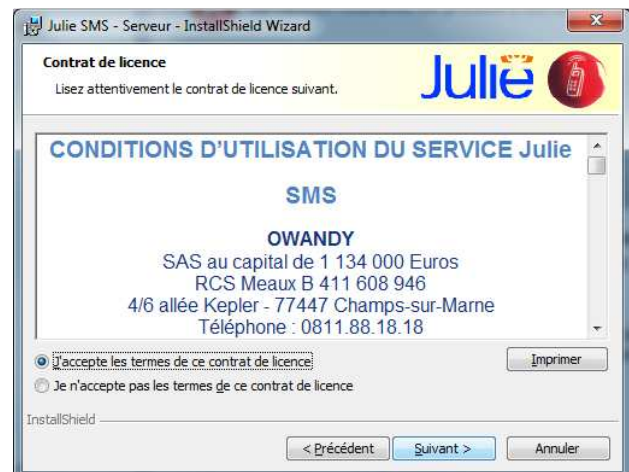 Julie SMS - Serveur - InstallShield Wizard
Contrat de licence
Lisez attentivement le contrat de licence suivant.
Julie
CONDITIONS D'UTILISATION DU SERVICE Julie
SMS
OWANDY
SAS au capital de 1 134 000 Euros
RCS Meaux B 411 608 946
4/6 allée Kepler - 77447 Champs-sur-Marne
Téléphone : 0811.88.18.18
J'accepte les termes de ce contrat de licence
Imprimer
Je n'accepte pas les termes de ce contrat de licence
InstallShield
< Précédent
Suivant >
Annuler